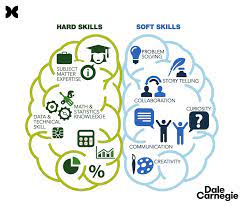 HARD SKILLS
SOFT SKILLS
SUBJECT
MATTER
EXPERTISE
MATH &
STATISTICS
KNOWLEDGE
DATA &
TECHNICAL
SKILL
PROBLEM
SOLVING
STORY TELLING
COLLABORATION
CURIOSITY
COMMUNICATION
CREATIVITY
Dale
Carnegie